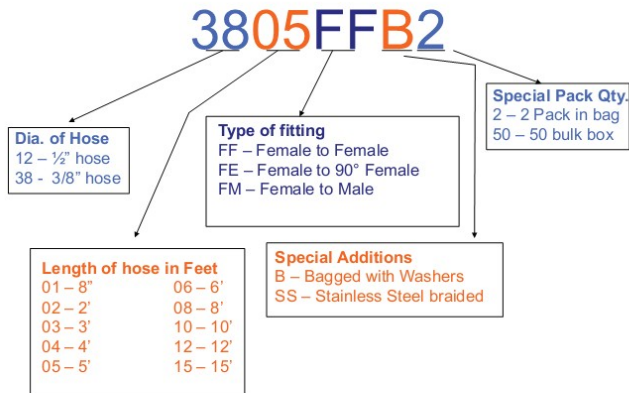 3805FFB2
Special Pack Qty.
2 – 2 Pack in bag
50 – 50 bulk box
Type of fitting
FF – Female to Female
FE – Female to 90° Female
FM – Female to Male
Dia. of Hose
12 – ½” hose
38 - 3/8” hose
Special Additions
B – Bagged with Washers
SS – Stainless Steel braided
Length of hose in Feet
01 – 8” 06 – 6’
02 – 2’ 08 – 8’
03 – 3’ 10 – 10’
04 – 4’ 12 – 12’
05 – 5’ 15 – 15’